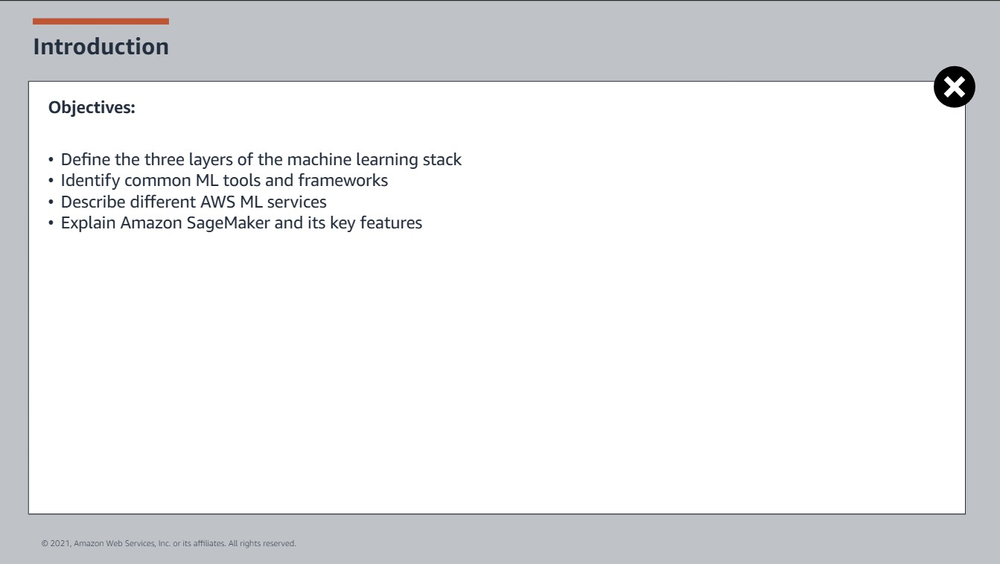 Introduction
Objectives:
• Define the three layers of the machine learning stack
• Identify common ML tools and frameworks
• Describe different AWS ML services
• Explain Amazon SageMaker and its key features
© 2021, Amazon Web Services, Inc. or its affiliates. All rights reserved.